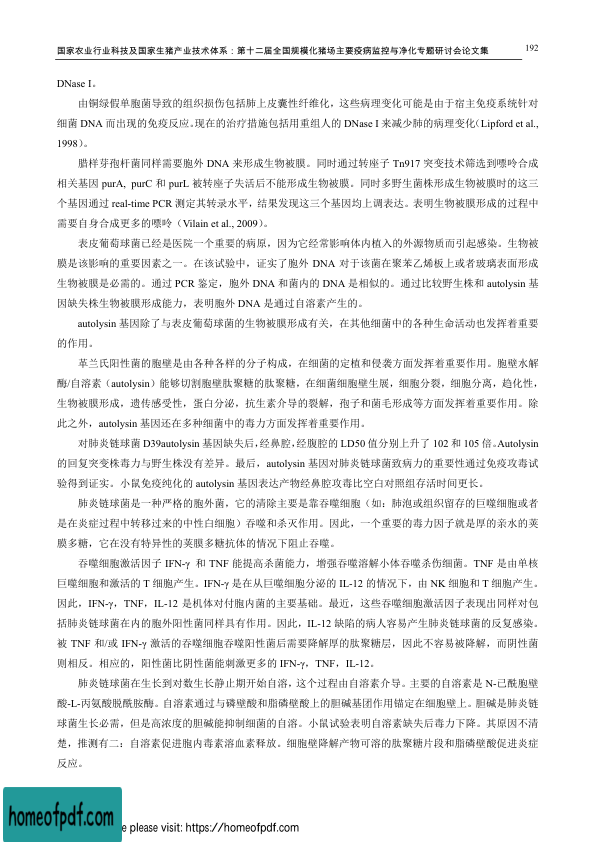 国家农业行业科技及国家生猪产业技术体系：第十二届全国规模化猪场主要疫病监控与净化专题研讨会论文集 192
DNase I。
由铜绿假单胞菌导致的组织损伤包括肺上皮囊性纤维化，这些病理变化可能是由于宿主免疫系统针对
细菌 DNA 而出现的免疫反应。现在的治疗措施包括用重组人的 DNase I 来减少肺的病理变化（Lipford et al.,
1998）。
腊样芽孢杆菌同样需要胞外 DNA 来形成生物被膜。同时通过转座子 Tn917 突变技术筛选到嘌呤合成
相关基因 purA, purC 和 purL 被转座子失活后不能形成生物被膜。同时多野生菌株形成生物被膜时的这三
个基因通过 real-time PCR 测定其转录水平，结果发现这三个基因均上调表达。表明生物被膜形成的过程中
需要自身合成更多的嘌呤（Vilain et al., 2009）。
表皮葡萄球菌已经是医院一个重要的病原，因为它经常影响体内植入的外源物质而引起感染。生物被
膜是该影响的重要因素之一。在该试验中，证实了胞外 DNA 对于该菌在聚苯乙烯板上或者玻璃表面形成
生物被膜是必需的。通过 PCR 鉴定，胞外 DNA 和菌内的 DNA 是相似的。通过比较野生株和 autolysin 基
因缺失株生物被膜形成能力，表明胞外 DNA 是通过自溶素产生的。
autolysin 基因除了与表皮葡萄球菌的生物被膜形成有关，在其他细菌中的各种生命活动也发挥着重要
的作用。
革兰氏阳性菌的胞壁是由各种各样的分子构成，在细菌的定植和侵袭方面发挥着重要作用。胞壁水解
酶/自溶素（autolysin）能够切割胞壁肽聚糖的肽聚糖，在细菌细胞壁生展，细胞分裂，细胞分离，趋化性，
生物被膜形成，遗传感受性，蛋白分泌，抗生素介导的裂解，孢子和菌毛形成等方面发挥着重要作用。除
此之外，autolysin 基因还在多种细菌中的毒力方面发挥着重要作用。
对肺炎链球菌 D39autolysin 基因缺失后，经鼻腔，经腹腔的 LD50 值分别上升了 102 和 105 倍。Autolysin
的回复突变株毒力与野生株没有差异。最后，autolysin 基因对肺炎链球菌致病力的重要性通过免疫攻毒试
验得到证实。小鼠免疫纯化的 autolysin 基因表达产物经鼻腔攻毒比空白对照组存活时间更长。
肺炎链球菌是一种严格的胞外菌，它的清除主要是靠吞噬细胞（如：肺泡或组织留存的巨噬细胞或者
是在炎症过程中转移过来的中性白细胞）吞噬和杀灭作用。因此，一个重要的毒力因子就是厚的亲水的荚
膜多糖，它在没有特异性的荚膜多糖抗体的情况下阻止吞噬。
吞噬细胞激活因子 IFN-γ 和 TNF 能提高杀菌能力，增强吞噬溶解小体吞噬杀伤细菌。TNF 是由单核
巨噬细胞和激活的 T 细胞产生。IFN-γ 是在从巨噬细胞分泌的 IL-12 的情况下，由 NK 细胞和 T 细胞产生。
因此，IFN-γ，TNF，IL-12 是机体对付胞内菌的主要基础。最近，这些吞噬细胞激活因子表现出同样对包
括肺炎链球菌在内的胞外阳性菌同样具有作用。因此，IL-12 缺陷的病人容易产生肺炎链球菌的反复感染。
被 TNF 和/或 IFN-γ 激活的吞噬细胞吞噬阳性菌后需要降解厚的肽聚糖层，因此不容易被降解，而阴性菌
则相反。相应的，阳性菌比阴性菌能刺激更多的 IFN-γ，TNF，IL-12。
肺炎链球菌在生长到对数生长静止期开始自溶，这个过程由自溶素介导。主要的自溶素是 N-已酰胞壁
酸-L-丙氨酸脱酰胺酶。自溶素通过与磷壁酸和脂磷壁酸上的胆碱基团作用锚定在细胞壁上。胆碱是肺炎链
球菌生长必需，但是高浓度的胆碱能抑制细菌的自溶。小鼠试验表明自溶素缺失后毒力下降。其原因不清
楚，推测有二：自溶素促进胞内毒素溶血素释放。细胞壁降解产物可溶的肽聚糖片段和脂磷壁酸促进炎症
反应。
homeofpdf.com
e please visit: https://homeofpdf.com